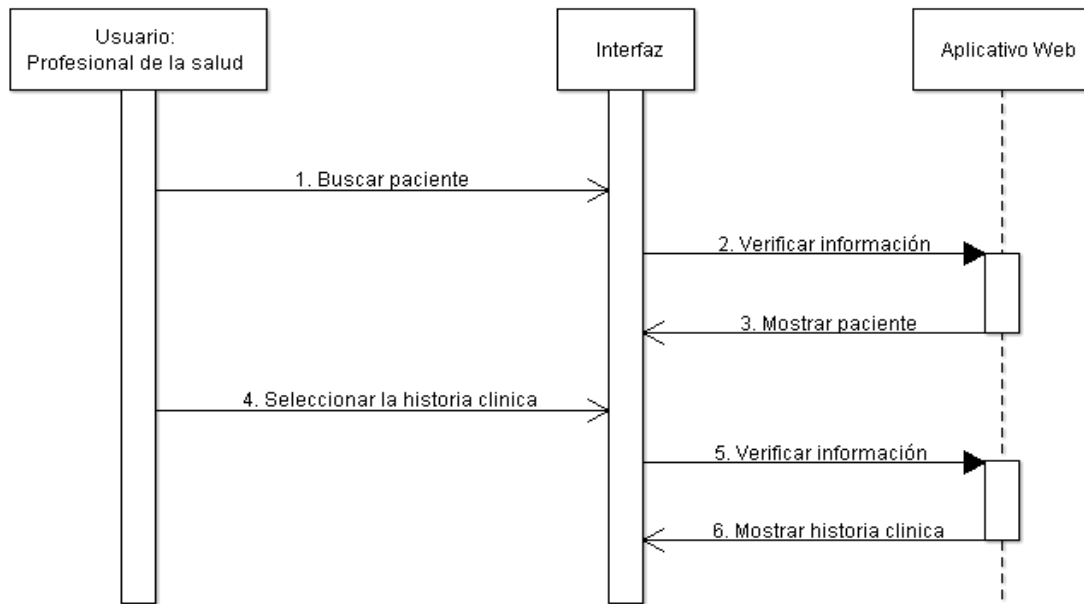 Usuario:
Profesional de la salud
Interfaz
Aplicativo Web
1. Buscar paciente
2. Verificar información
3. Mostrar paciente
4. Seleccionar la historia clinica
5. Verificar información
6. Mostrar historia clinica